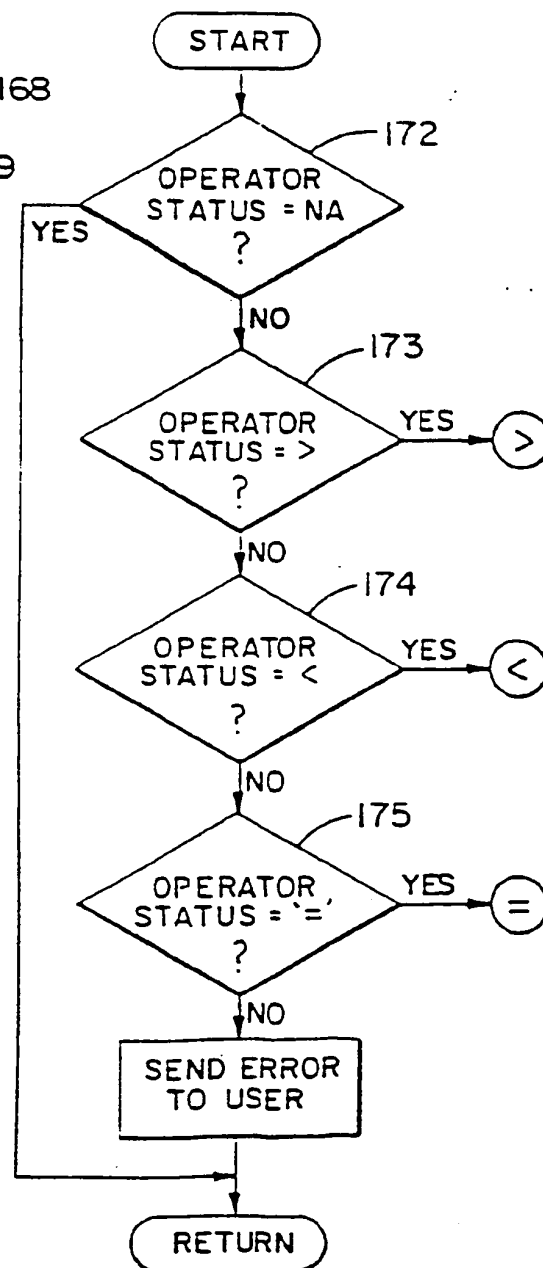 START
168
172
9
OPERATOR
STATUS = NA
?
YES
NO
173
OPERATOR
STATUS = >
?
YES
>
NO
174
OPERATOR
STATUS = <
?
YES
<
NO
175
OPERATOR
STATUS = '='
?
YES
=
NO
SEND ERROR
TO USER
RETURN